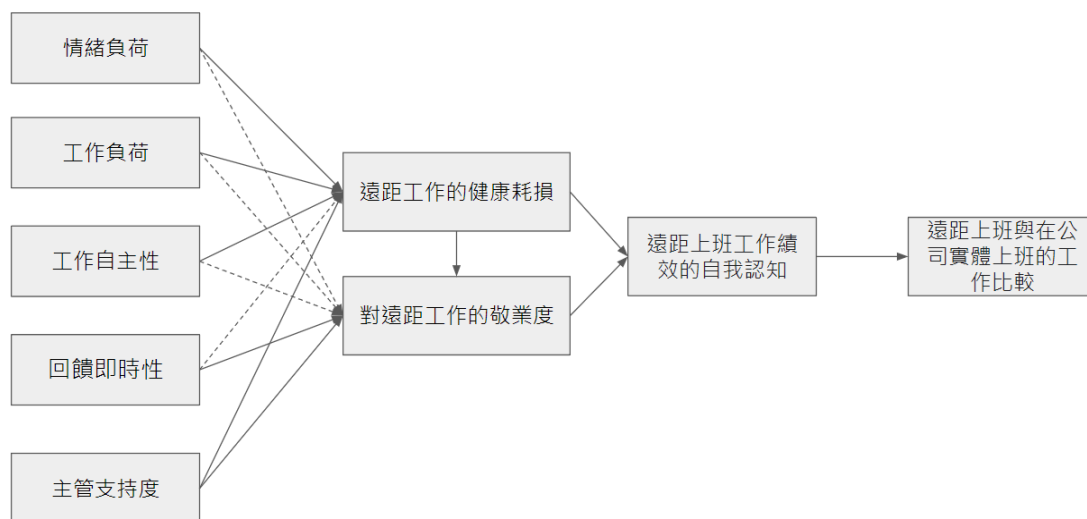 情緒負荷
工作負荷
工作自主性
回饋即時性
主管支持度
遠距工作的健康耗損
對遠距工作的敬業度
遠距上班工作績
效的自我認知
遠距上班與在公
司實體上班的工
作比較